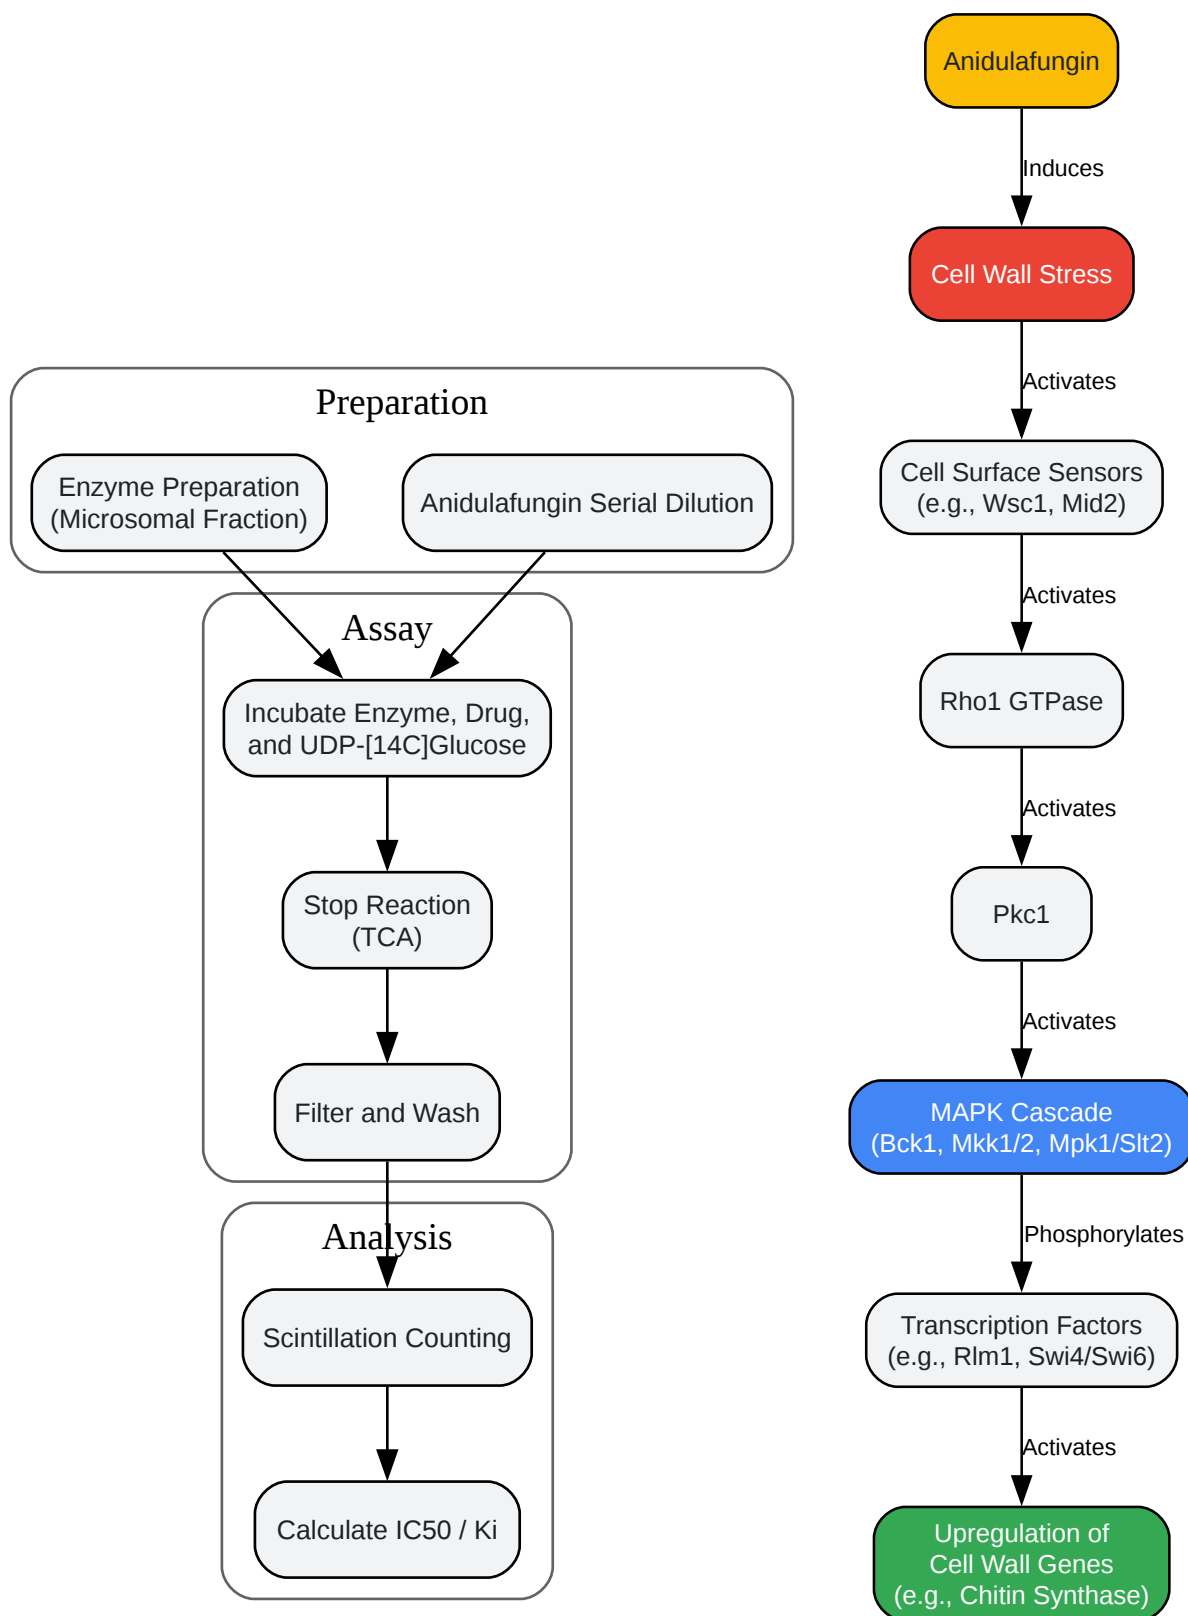 Preparation
Enzyme Preparation
(Microsomal Fraction)
Anidulafungin Serial Dilution
Assay
Incubate Enzyme, Drug,
and UDP-[14C]Glucose
Stop Reaction
(TCA)
Filter and Wash
Analysis
Scintillation Counting
Calculate IC50 / Ki
Anidulafungin
Induces
Cell Wall Stress
Activates
Cell Surface Sensors
(e.g., Wsc1, Mid2)
Activates
Rho1 GTPase
Activates
Pkc1
Activates
MAPK Cascade
(Bck1, Mkk1/2, Mpk1/Slt2)
Phosphorylates
Transcription Factors
(e.g., Rlm1, Swi4/Swi6)
Activates
Upregulation of
Cell Wall Genes
(e.g., Chitin Synthase)